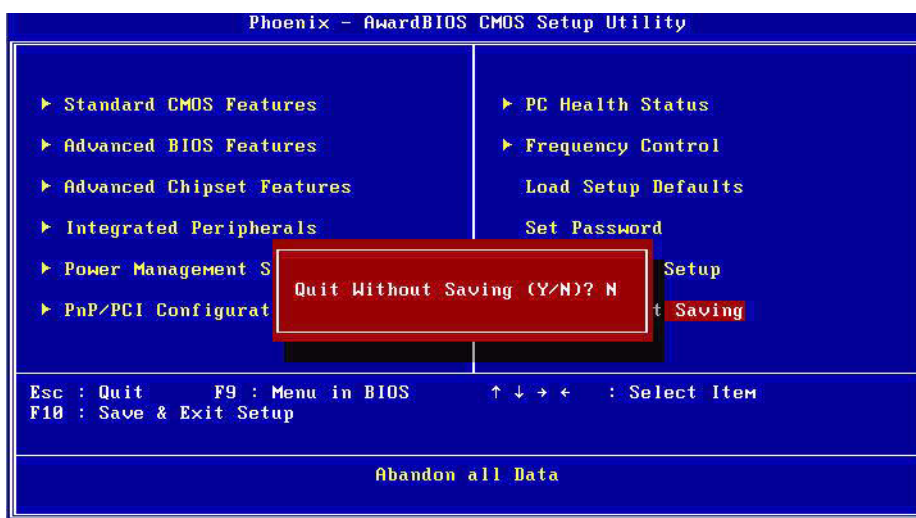 Phoenix - AwardBIOS CMOS Setup Utility
Standard CMOS Features
Advanced BIOS Features
Advanced Chipset Features
Integrated Peripherals
Power Management S
PnP/PCI Configurat
PC Health Status
Frequency Control
Load Setup Defaults
Set Password
Setup
t Saving
Quit Without Saving (Y/N)? N
Esc : Quit F9 : Menu in BIOS ↑ ↓ → ← : Select Item
F10 : Save & Exit Setup
Abandon all Data